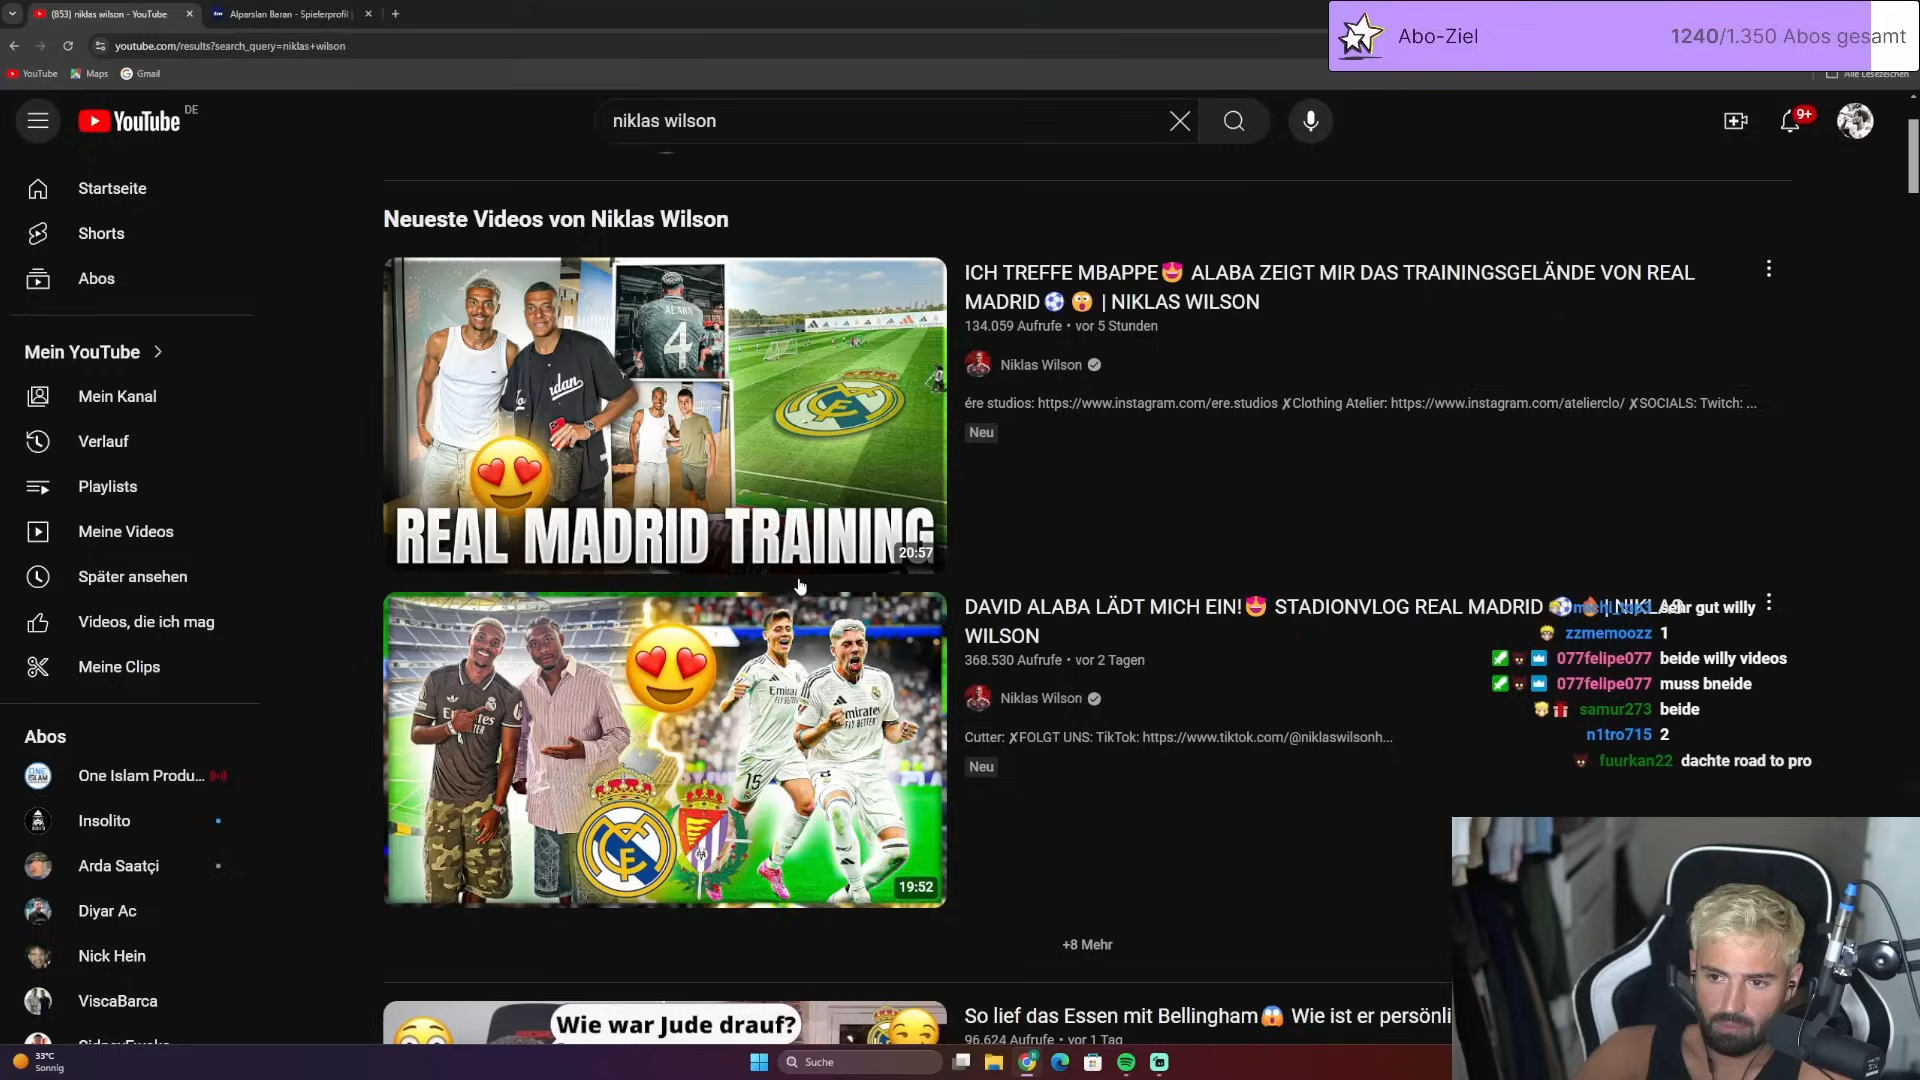 (853) niklas wilson - YouTube
Alparslan Baran - Spielerprofil
youtube.com/results?search_query=niklas+wilson
YouTube
Maps
Gmail
Alle Lesezeichen
Abo-Ziel
1240/1.350 Abos gesamt
YouTube DE
niklas wilson
9+
Startseite
Shorts
Abos
Mein YouTube
Mein Kanal
Verlauf
Playlists
Meine Videos
Später ansehen
Videos, die ich mag
Meine Clips
Abos
One Islam Produ...
Insolito
Arda Saatçi
Diyar Ac
Nick Hein
ViscaBarca
Neueste Videos von Niklas Wilson
ALABA
4
REAL MADRID TRAINING
20:57
ICH TREFFE MBAPPE😍 ALABA ZEIGT MIR DAS TRAININGSGELÄNDE VON REAL
MADRID⚽😲 | NIKLAS WILSON
134.059 Aufrufe • vor 5 Stunden
Niklas Wilson
ére studios: https://www.instagram.com/ere.studios ✗Clothing Atelier: https://www.instagram.com/atelierclo/ ✗SOCIALS: Twitch: ...
Neu
15
19:52
DAVID ALABA LÄDT MICH EIN!😍 STADIONVLOG REAL MADRID ⚽🔥 | NIKLAS
WILSON
368.530 Aufrufe • vor 2 Tagen
Niklas Wilson
Cutter: ✗FOLGT UNS: TikTok: https://www.tiktok.com/@niklaswilsonh...
Neu
sehr gut willy
zzmemoozz 1
077felipe077 beide willy videos
077felipe077 muss bneide
samur273 beide
n1tro715 2
fuurkan22 dachte road to pro
+8 Mehr
Wie war Jude drauf?
So lief das Essen mit Bellingham😱 Wie ist er persönli
96.624 Aufrufe • vor 1 Tag
33°C
Sonnig
Suche